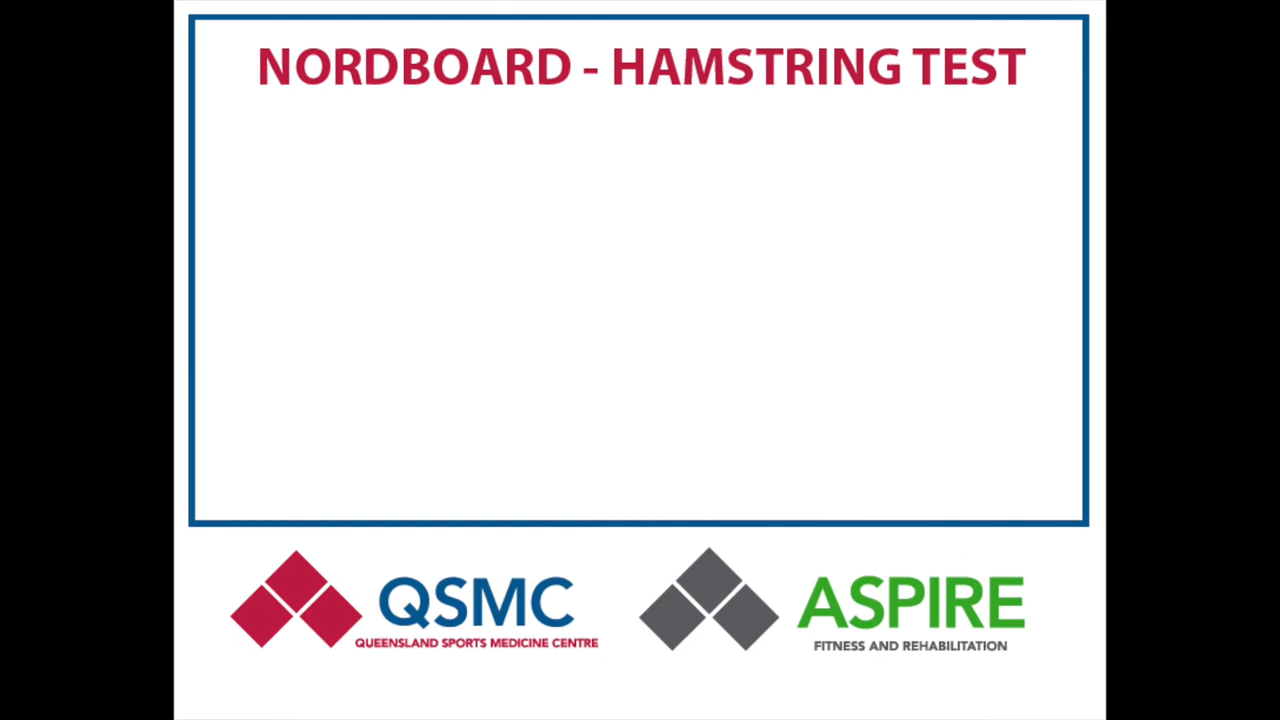 NORDBOARD - HAMSTRING TEST
QSMC
QUEENSLAND SPORTS MEDICINE CENTRE
ASPIRE
FITNESS AND REHABILITATION